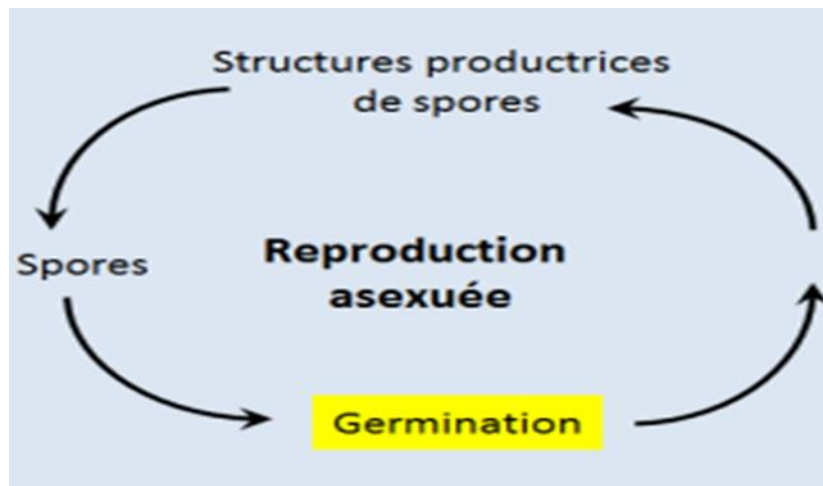 Structures productrices
de spores
Spores
Reproduction
asexuée
Germination